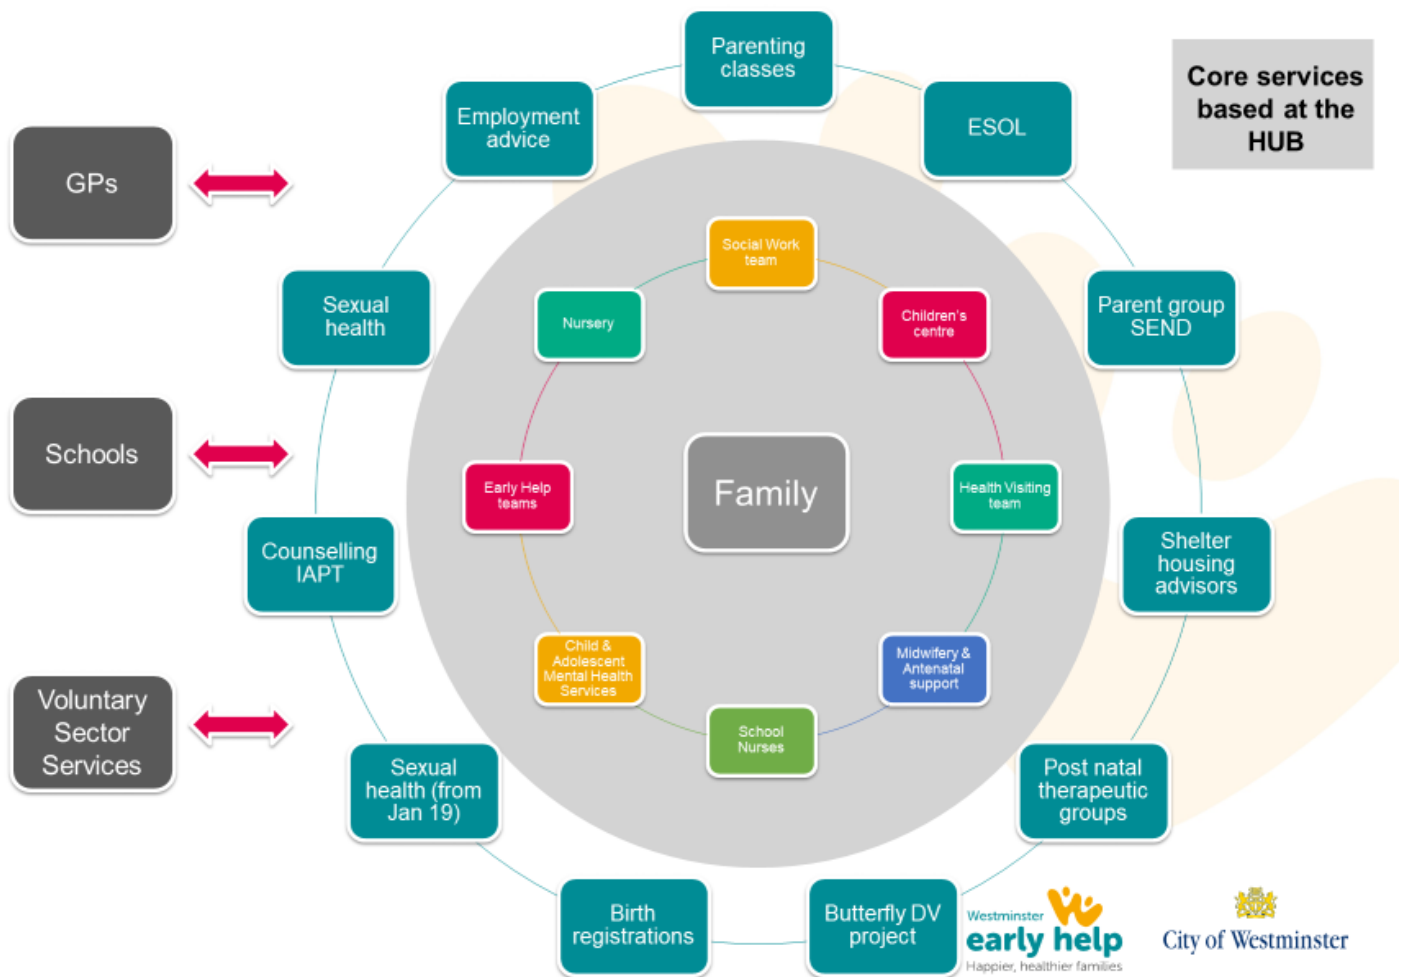 Parenting
classes
Employment
advice
ESOL
Core services
based at the
HUB
GPs
Social Work
team
Sexual
health
Nursery
Children's
centre
Parent group
SEND
Schools
Early Help
teams
Family
Health Visiting
team
Counselling
IAPT
Shelter
housing
advisors
Child &
Adolescent
Mental Health
Services
Midwifery &
Antenatal
support
Voluntary
Sector
Services
School
Nurses
Sexual
health (from
Jan 19)
Post natal
therapeutic
groups
Birth
registrations
Butterfly DV
project
Westminster
early help
Happier, healthier families
City of Westminster